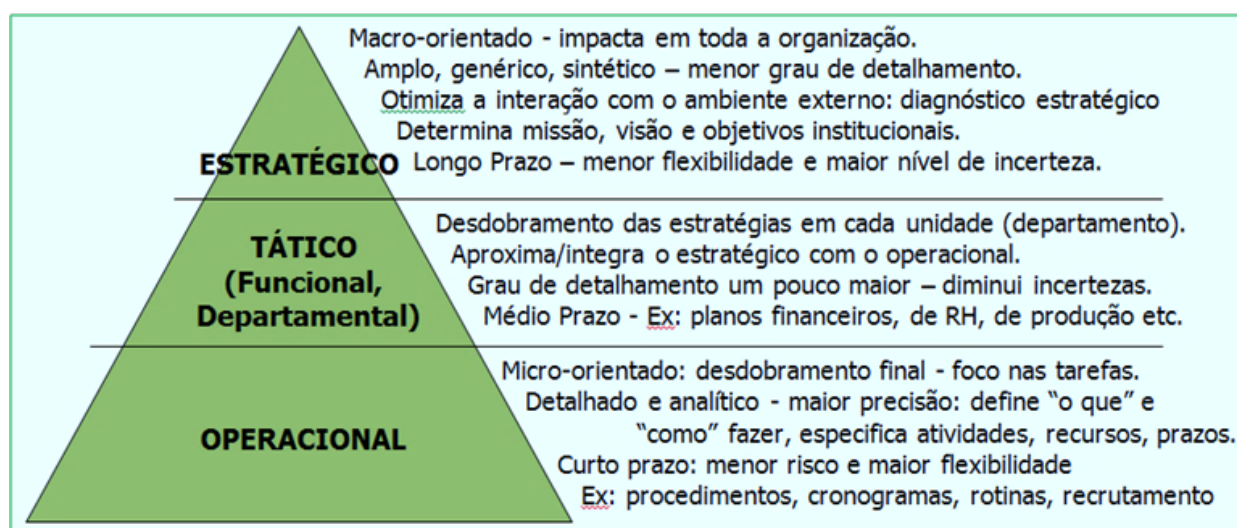 Macro-orientado - impacta em toda a organização.
Amplo, genérico, sintético – menor grau de detalhamento.
Otimiza a interação com o ambiente externo: diagnóstico estratégico
Determina missão, visão e objetivos institucionais.
ESTRATÉGICO Longo Prazo – menor flexibilidade e maior nível de incerteza.
TÁTICO
(Funcional,
Departamental)
Desdobramento das estratégias em cada unidade (departamento).
Aproxima/integra o estratégico com o operacional.
Grau de detalhamento um pouco maior – diminui incertezas.
Médio Prazo - Ex: planos financeiros, de RH, de produção etc.
OPERACIONAL
Micro-orientado: desdobramento final - foco nas tarefas.
Detalhado e analítico - maior precisão: define “o que” e
“como” fazer, especifica atividades, recursos, prazos.
Curto prazo: menor risco e maior flexibilidade
Ex: procedimentos, cronogramas, rotinas, recrutamento